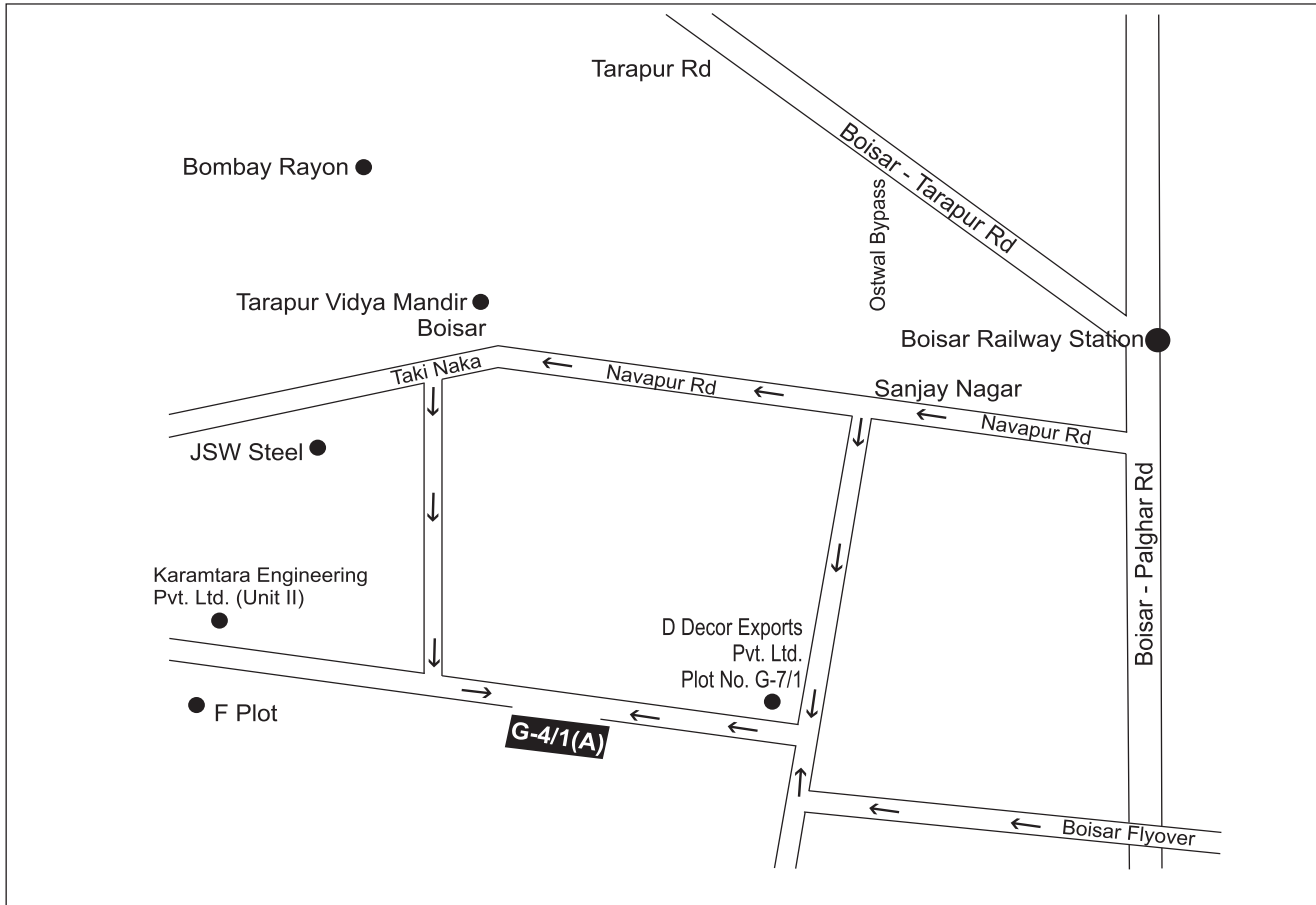 Tarapur Rd
Boisar - Tarapur Rd
Bombay Rayon
Ostwal Bypass
Tarapur Vidya Mandir
Boisar
Boisar Railway Station
Taki Naka
Navapur Rd
Sanjay Nagar
Navapur Rd
JSW Steel
Boisar - Palghar Rd
Karamtara Engineering
Pvt. Ltd. (Unit II)
D Decor Exports
Pvt. Ltd.
Plot No. G-7/1
F Plot
G-4/1(A)
Boisar Flyover